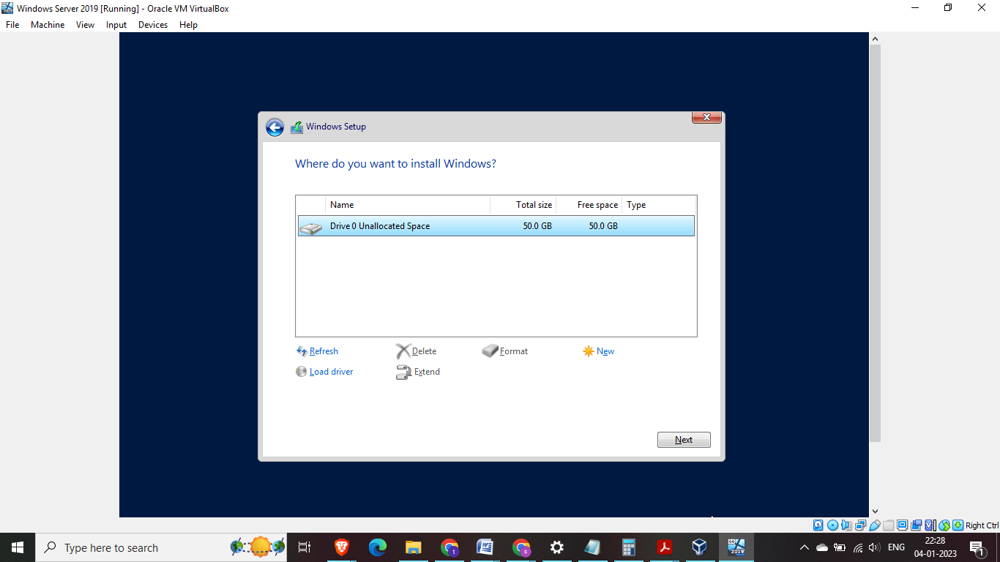 Windows Server 2019 [Running] - Oracle VM VirtualBox
File Machine View Input Devices Help
Windows Setup
Where do you want to install Windows?
Name Total size Free space Type
Drive 0 Unallocated Space 50.0 GB 50.0 GB
Refresh Delete Format New
Load driver Extend
Next
Right Ctrl
Type here to search
ENG
22:28
04-01-2023
64
2019
1